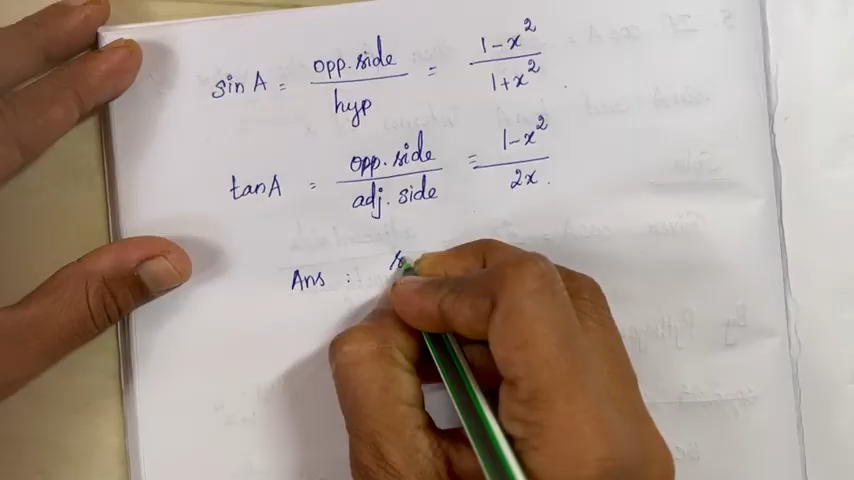 sin A = opp. side / hyp = 1-x² / 1+x² .
tan A = opp. side / adj. side = 1-x² / 2x .
Ans :